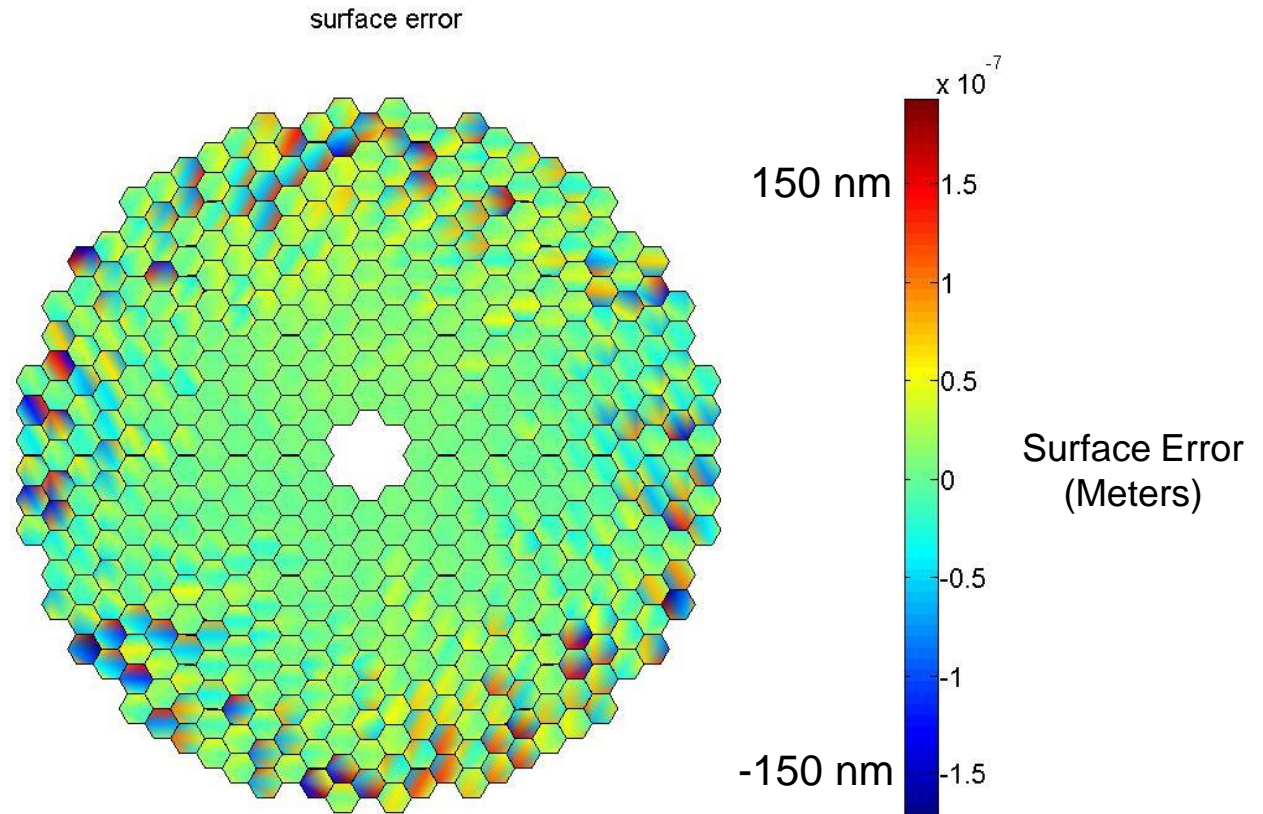 surface error
x 10
-7
150 nm
1.5
1
0.5
0
-0.5
-1
-150 nm
-1.5
Surface Error
(Meters)